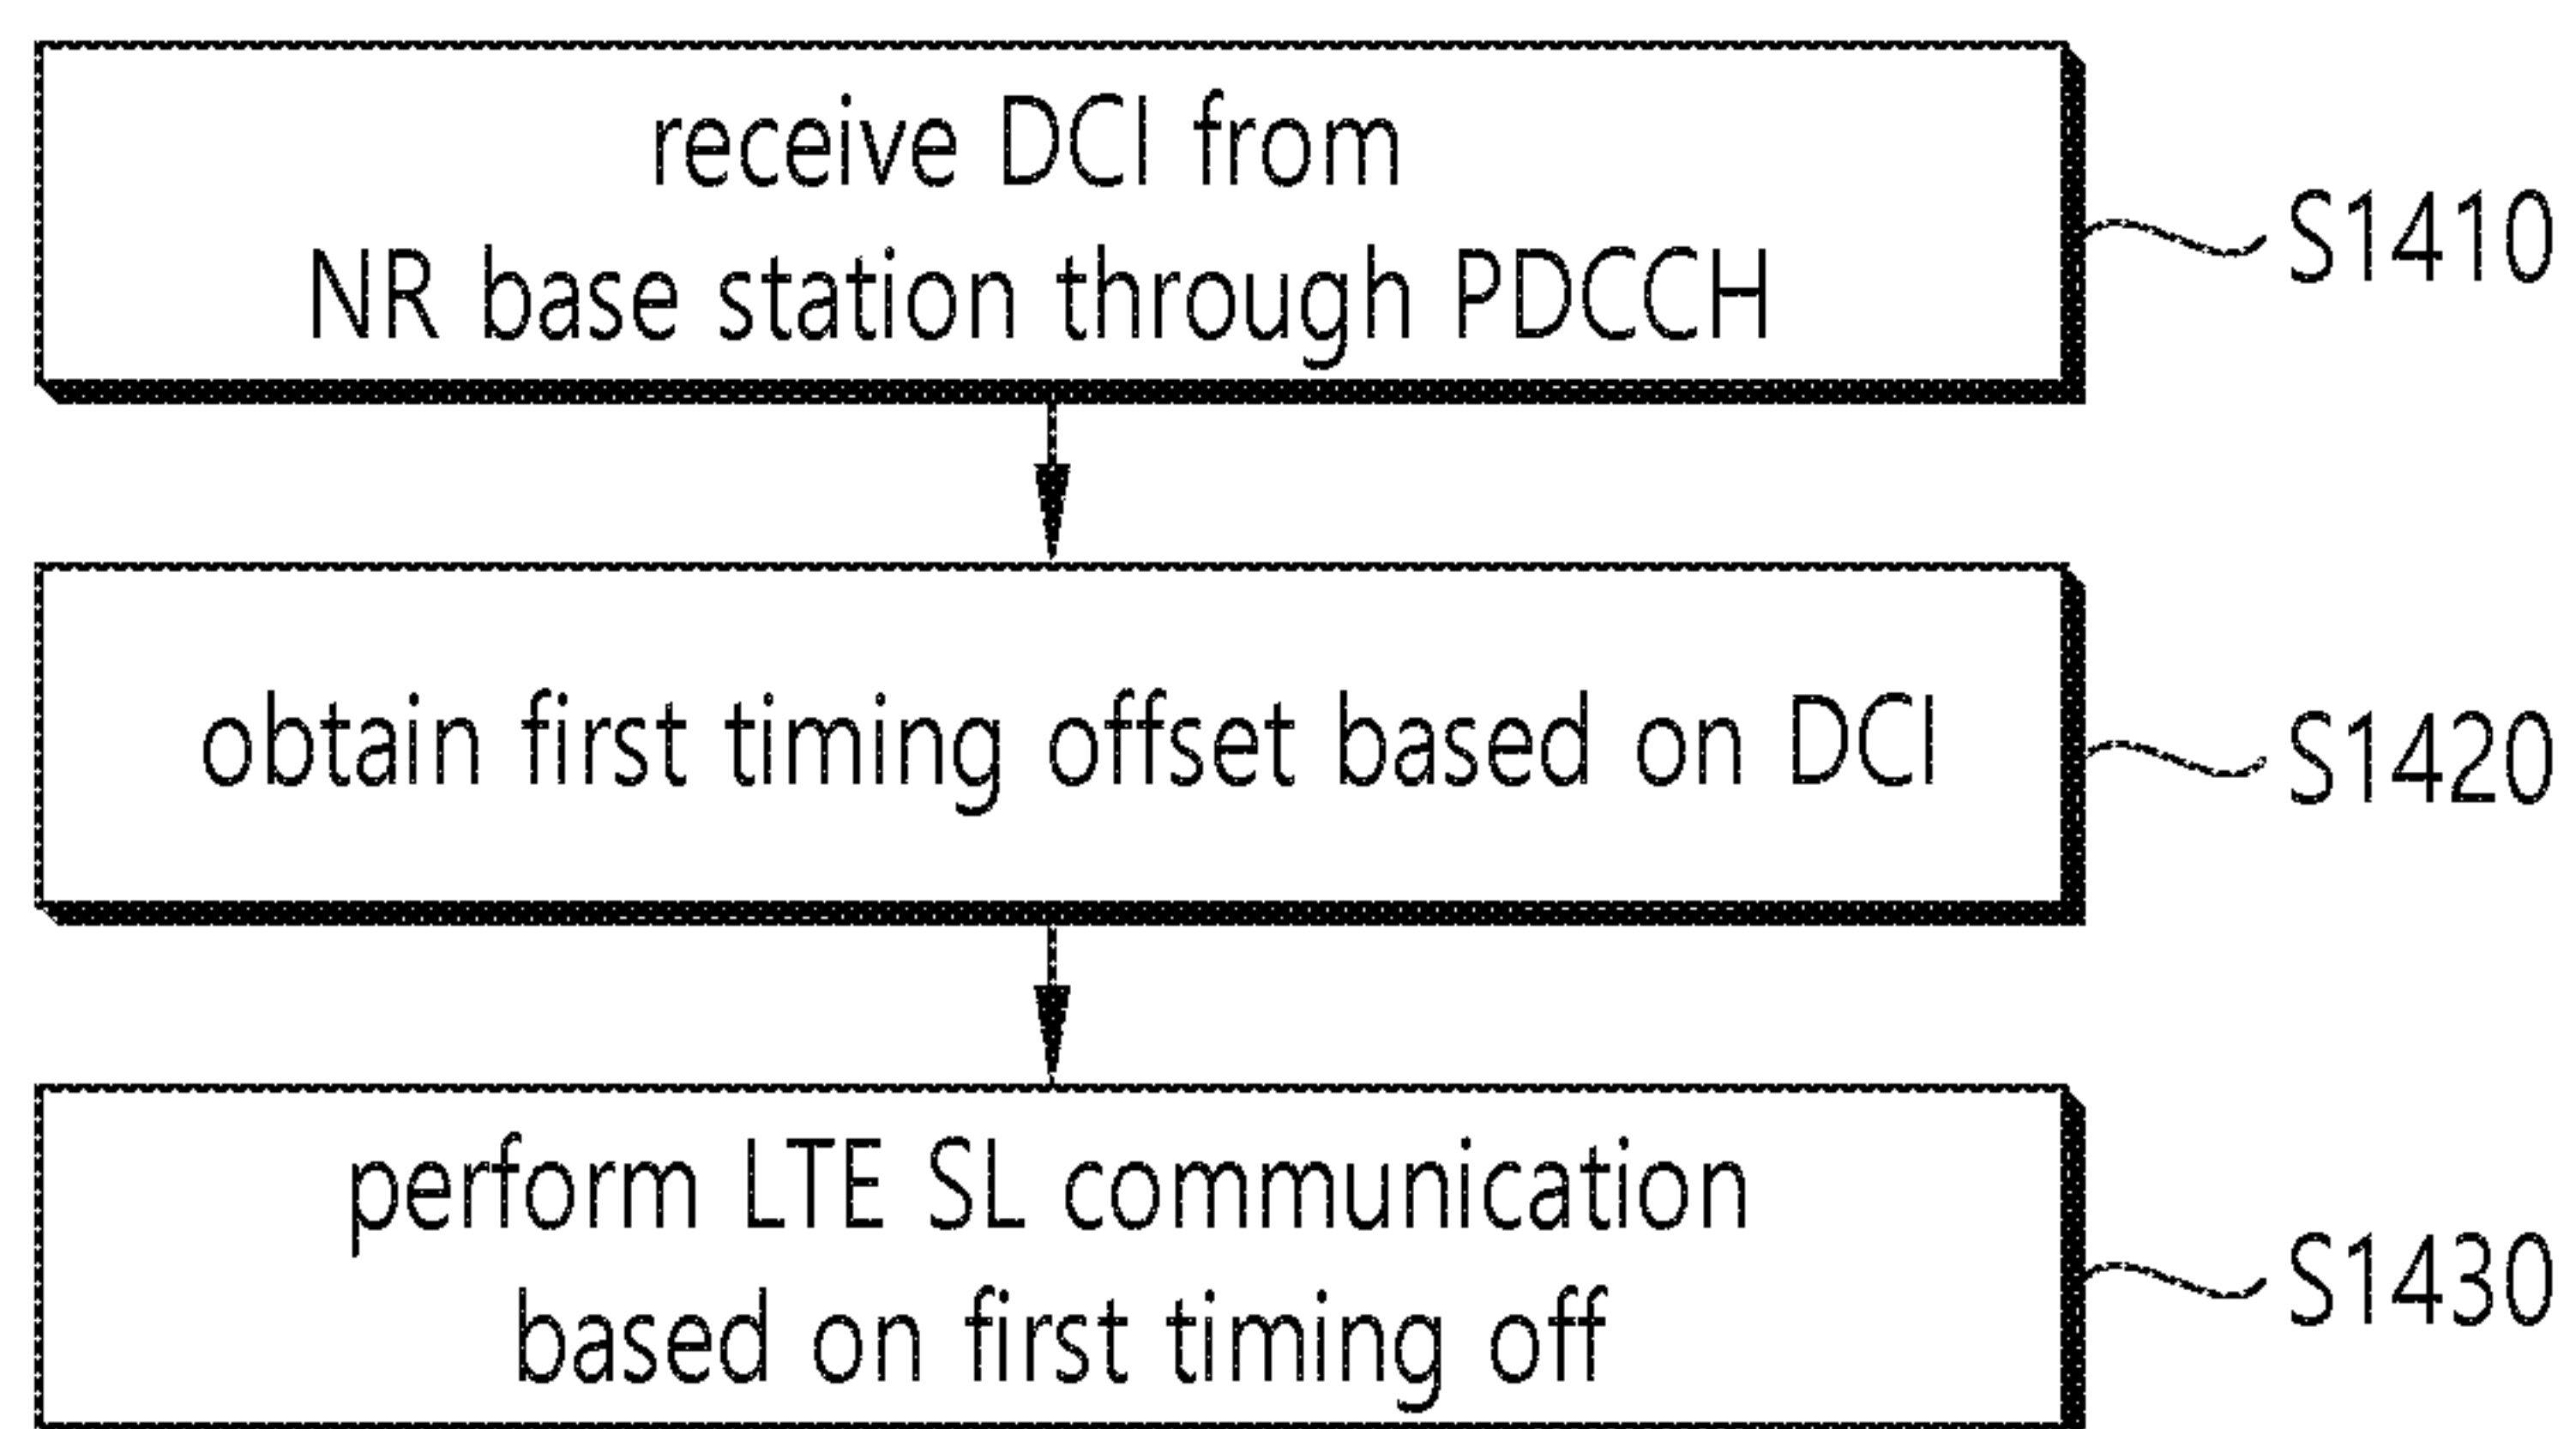 receive DCI from
NR base station through PDCCH
S1410
obtain first timing offset based on DCI
S1420
perform LTE SL communication
based on first timing off
S1430